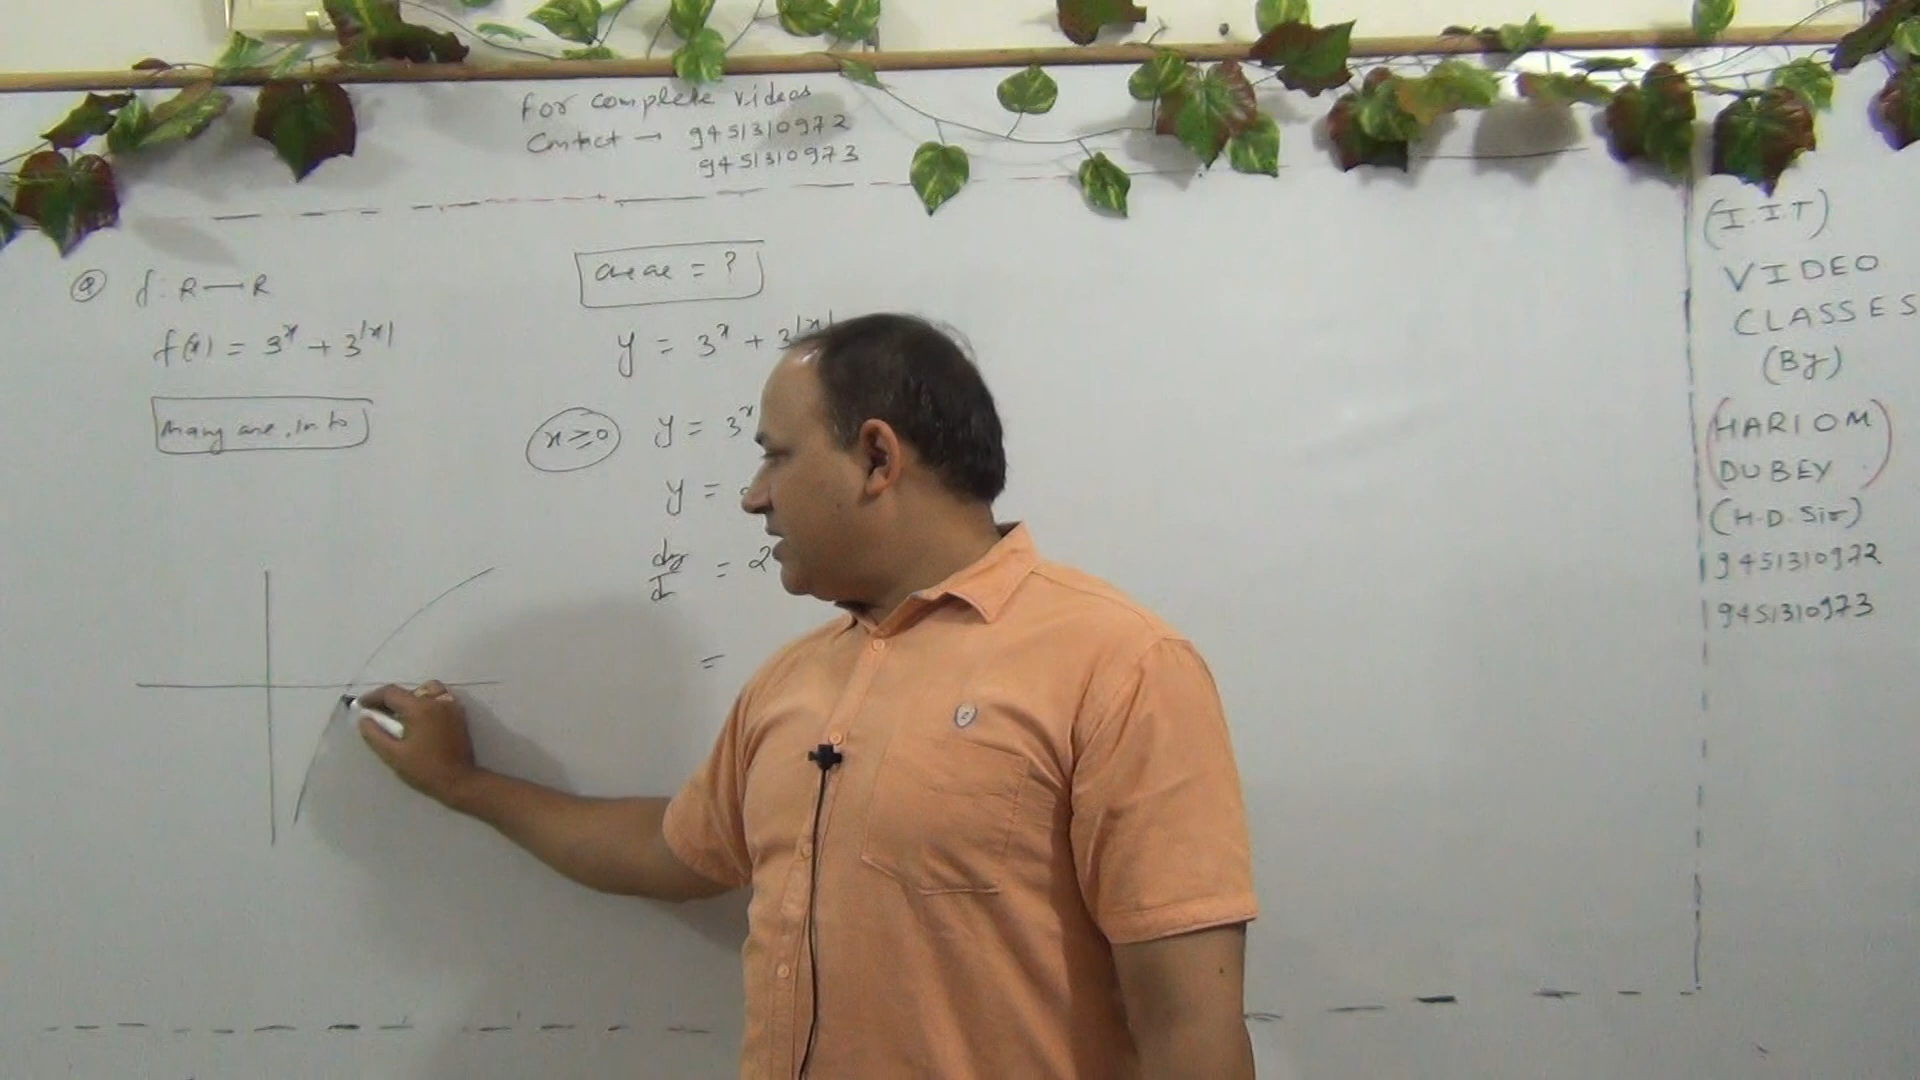 For complete videos
Contact → 9451310972
9451310973
Q f: R → R
f(x) = 3^x + 3^|x|
many one, into
area = ?
y = 3^x + 3^|x|
x ≥ 0 y = 3^x
y =
dy/dx = 2
=
(I.I.T)
VIDEO
CLASSES
(By)
(HARIOM
DUBEY)
(H.D. Sir)
9451310972
9451310973